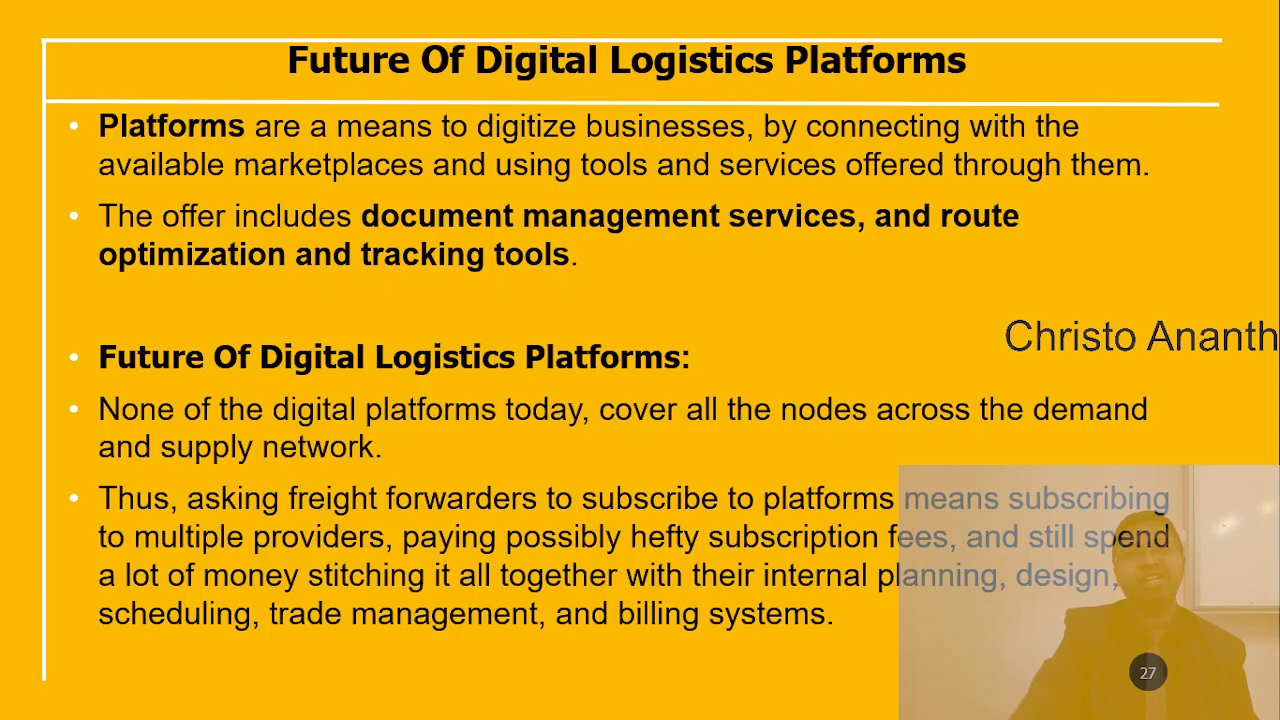 Future Of Digital Logistics Platforms
• Platforms are a means to digitize businesses, by connecting with the
available marketplaces and using tools and services offered through them.
• The offer includes document management services, and route
optimization and tracking tools.
Christo Ananth
• Future Of Digital Logistics Platforms:
• None of the digital platforms today, cover all the nodes across the demand
and supply network.
• Thus, asking freight forwarders to subscribe to platforms means subscribing
to multiple providers, paying possibly hefty subscription fees, and still spend
a lot of money stitching it all together with their internal planning, design,
scheduling, trade management, and billing systems.
27